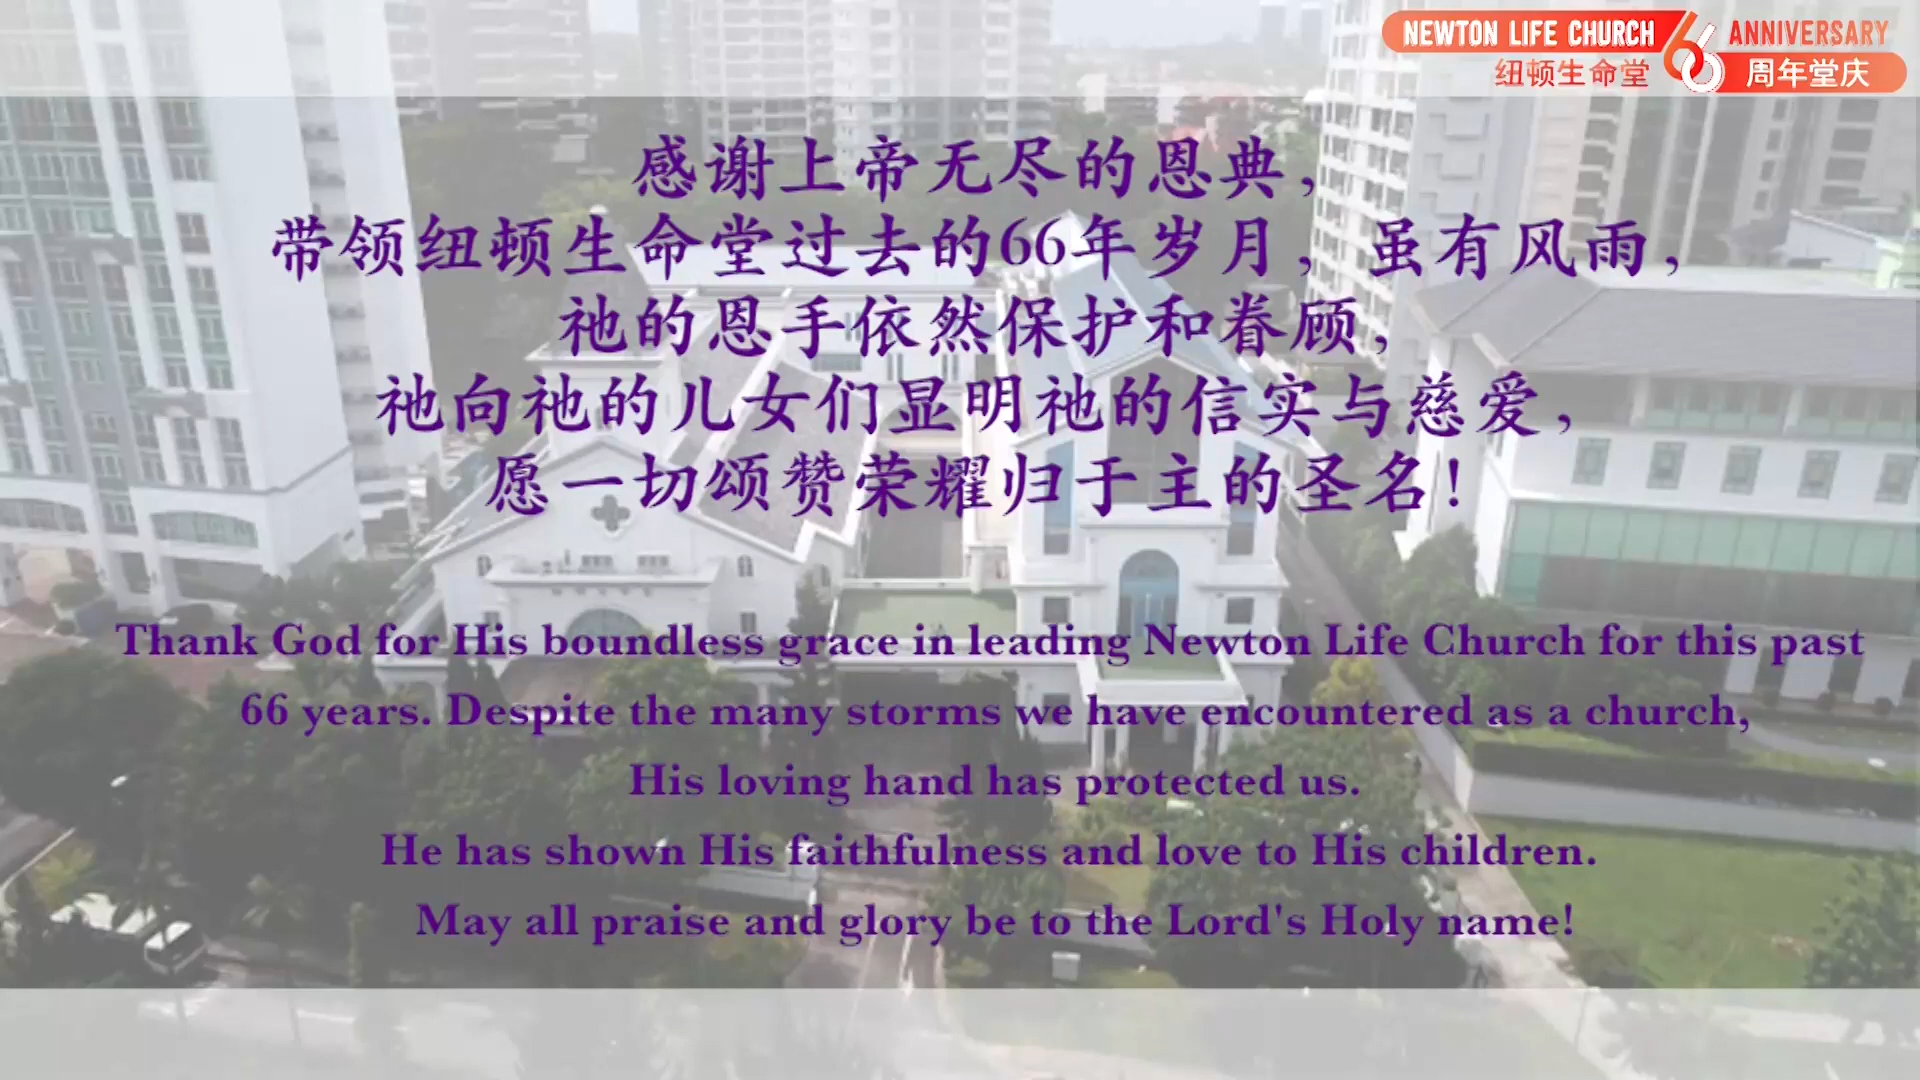 NEWTON LIFE CHURCH 66 ANNIVERSARY
纽顿生命堂 周年堂庆
感谢上帝无尽的恩典，
带领纽顿生命堂过去的66年岁月，虽有风雨，
祂的恩手依然保护和眷顾，
祂向祂的儿女们显明祂的信实与慈爱，
愿一切颂赞荣耀归于主的圣名！
Thank God for His boundless grace in leading Newton Life Church for this past
66 years. Despite the many storms we have encountered as a church,
His loving hand has protected us.
He has shown His faithfulness and love to His children.
May all praise and glory be to the Lord's Holy name!